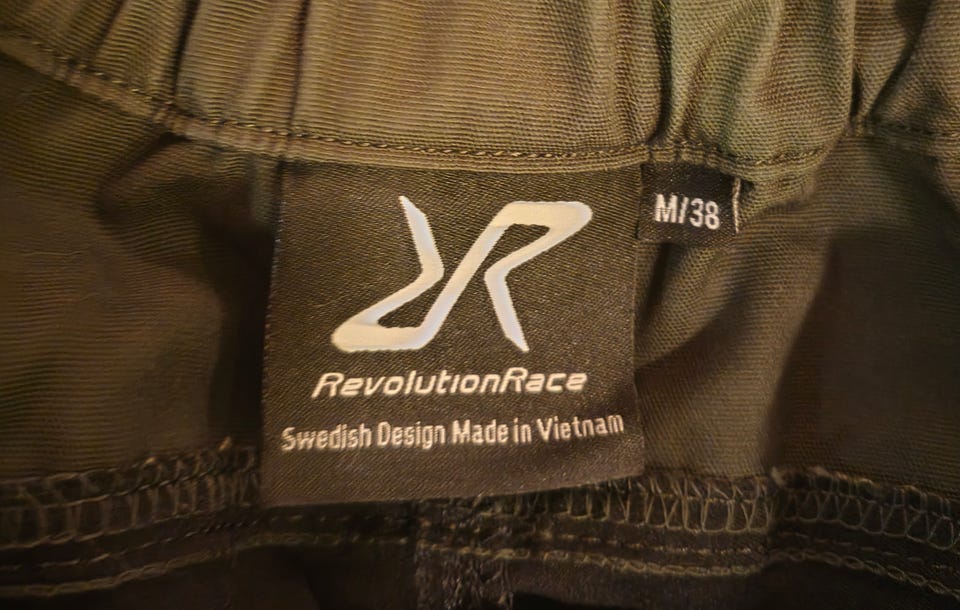 M/38
RevolutionRace
Swedish Design Made in Vietnam